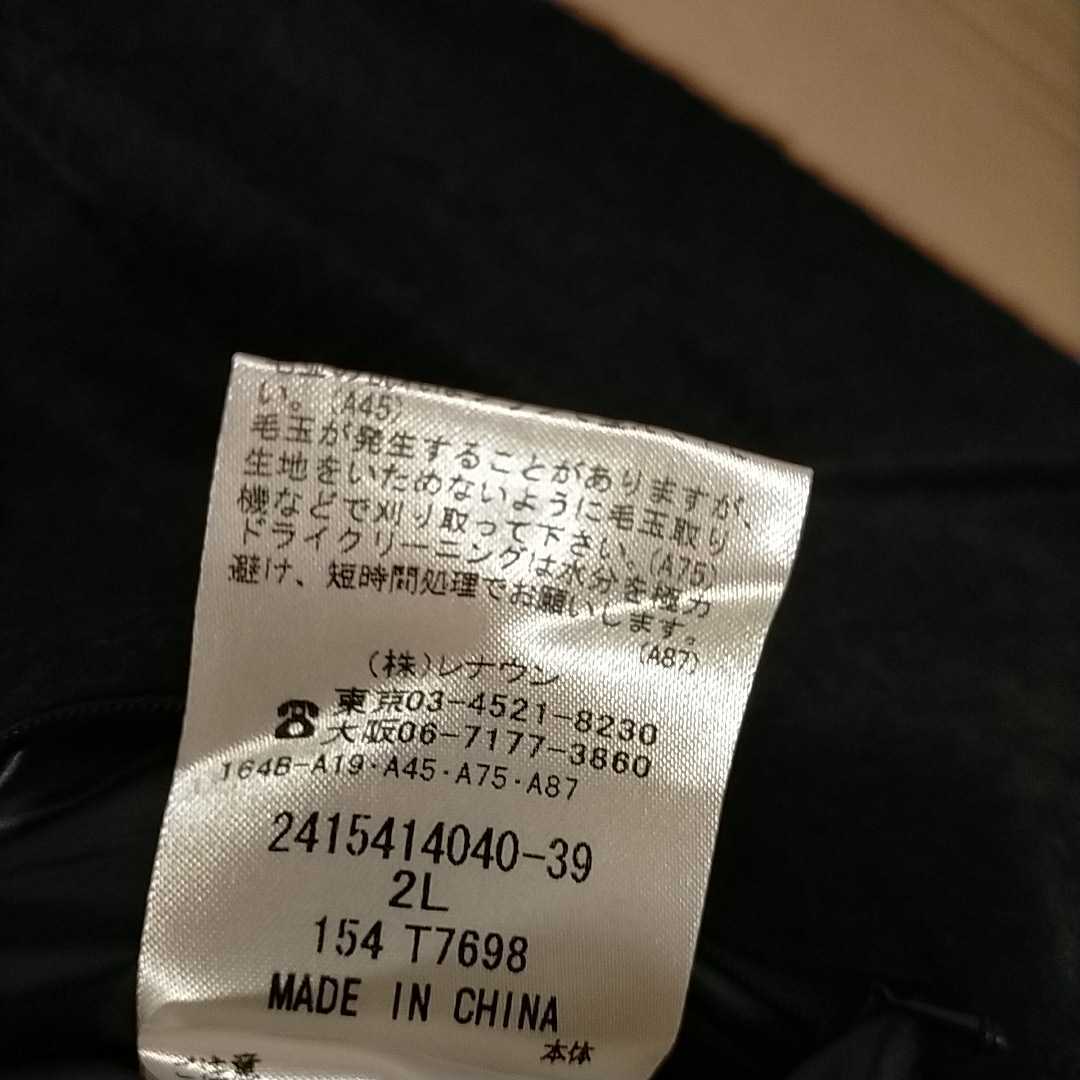 い。(A45)
毛玉が発生することがありますが、
生地をいためないように毛玉取り
機などで刈り取って下さい。(A75)
ドライクリーニングは水分を極力
避け、短時間処理でお願いします。
(A87)
(株)レナウン
☎ 東京03-4521-8230
大阪06-7177-3860
164B-A19·A45·A75·A87
2415414040-39
2L
154 T7698
MADE IN CHINA
本体
ご注意